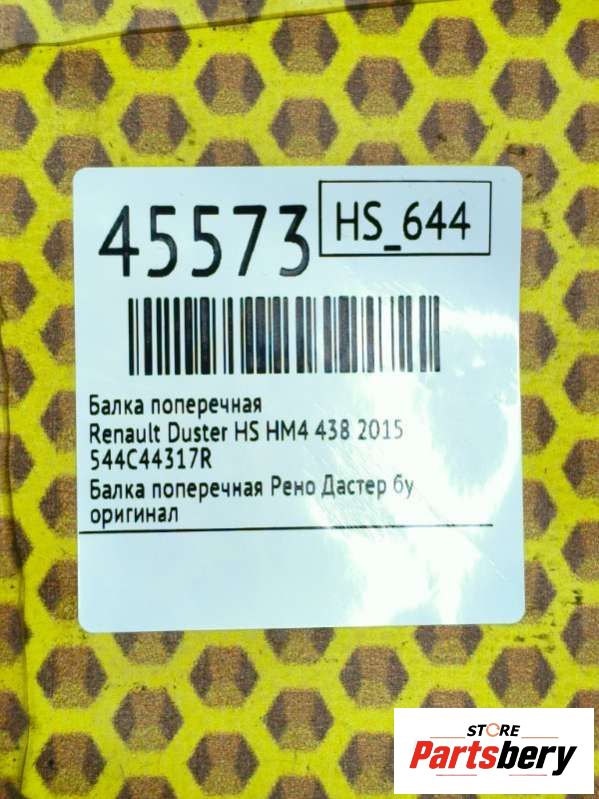 45573
HS_644
Балка поперечная
Renault Duster HS HM4 438 2015
544C44317R
Балка поперечная Рено Дастер бу
оригинал
STORE
Partsbery